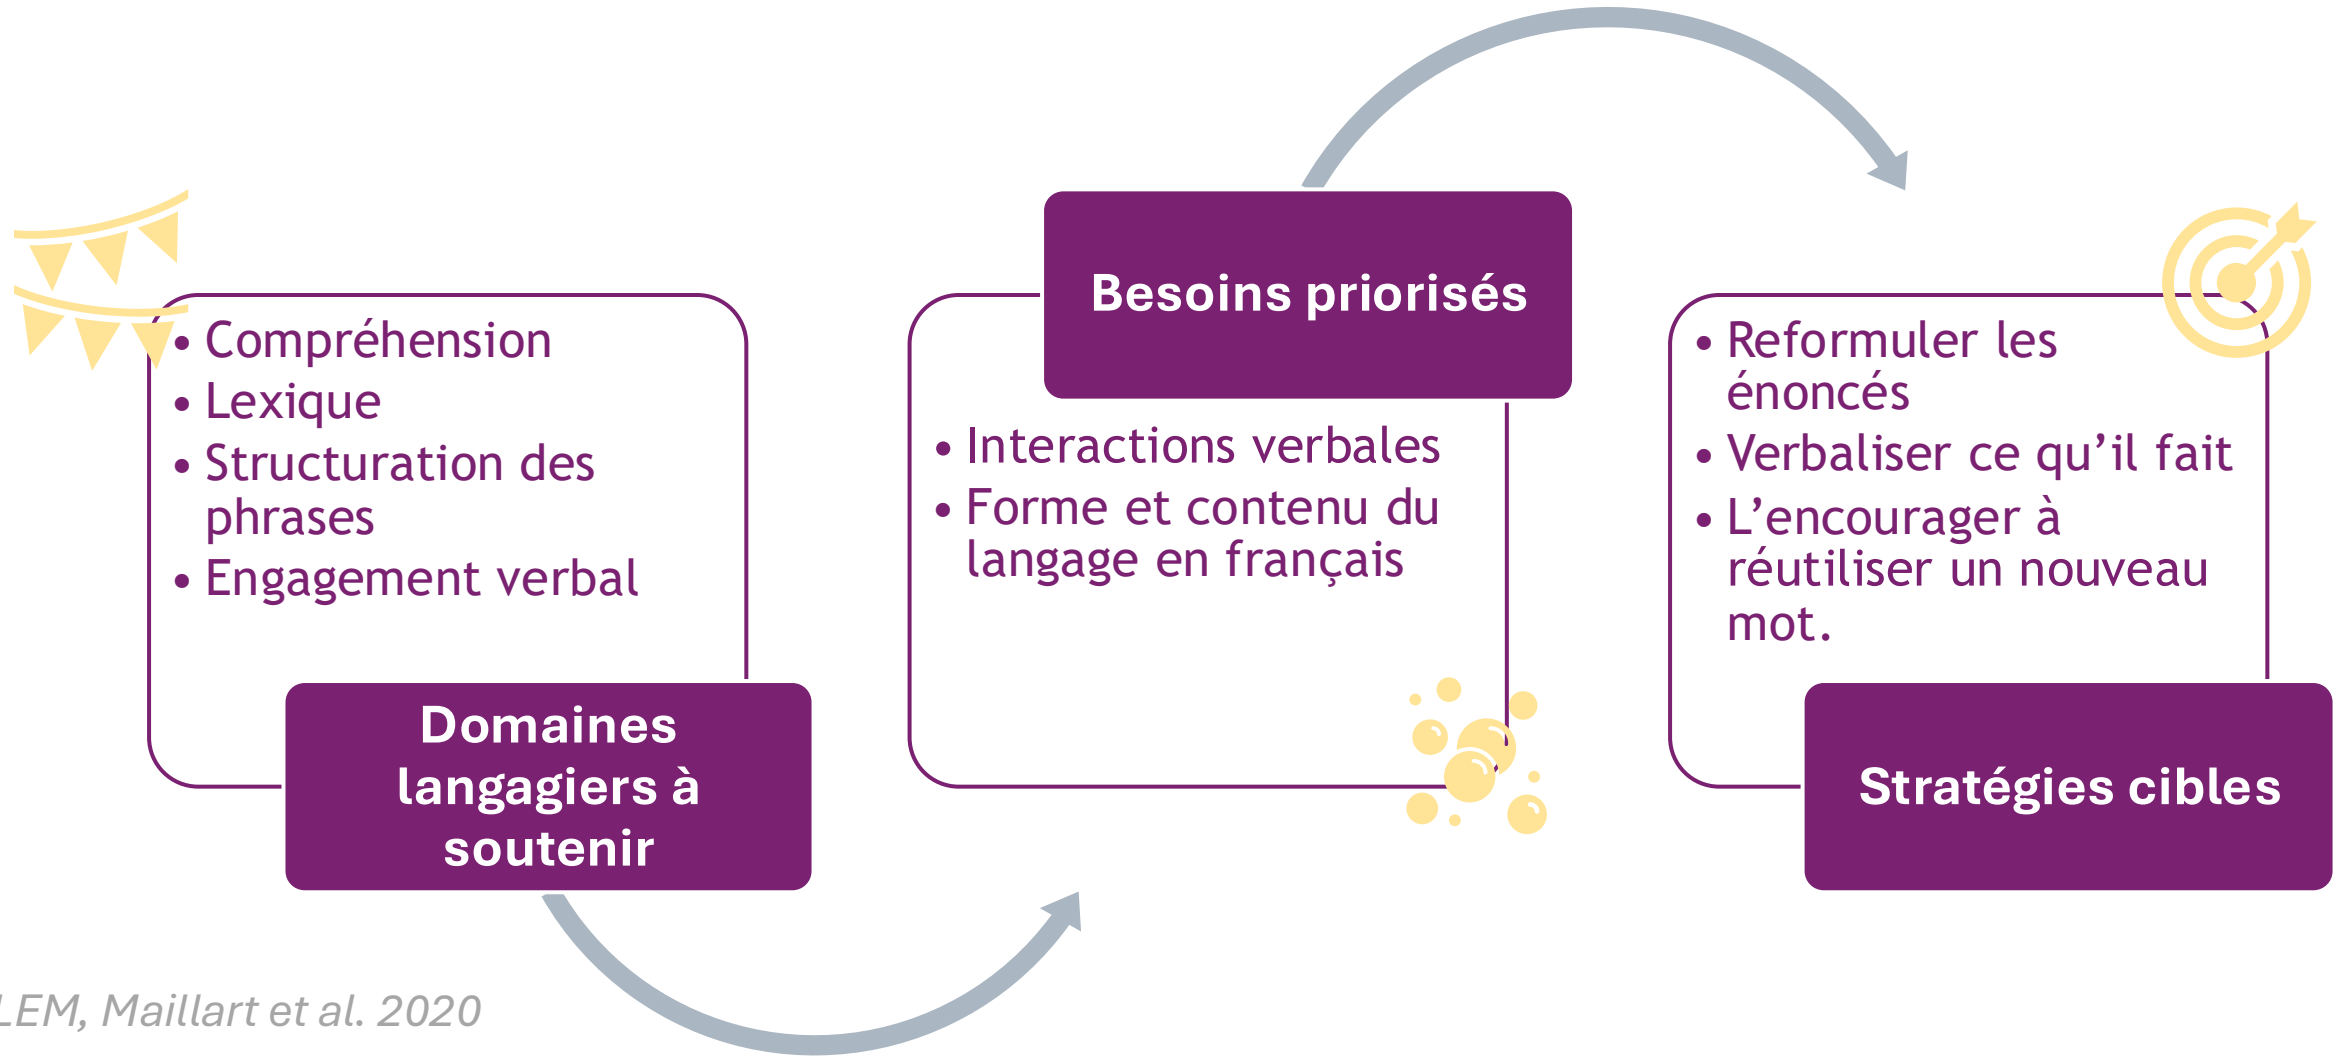 • Compréhension
• Lexique
• Structuration des
phrases
• Engagement verbal
Domaines
langagiers à
soutenir
Besoins priorisés
• Interactions verbales
• Forme et contenu du
langage en français
• Reformuler les
énoncés
• Verbaliser ce qu’il fait
• L’encourager à
réutiliser un nouveau
mot.
Stratégies cibles
LEM, Maillart et al. 2020